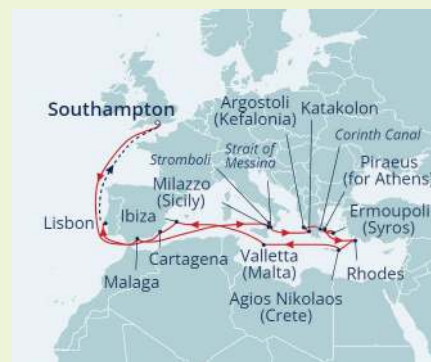 Southampton
Argostoli
(Kefalonia)
Katakolon
Corinth Canal
Strait of
Messina
Stromboli
Piraeus
(for Athens)
Milazzo
(Sicily)
Ermoupoli
(Syros)
Ibiza
Lisbon
Cartagena
Valletta
(Malta)
Rhodes
Malaga
Agios Nikolaos
(Crete)